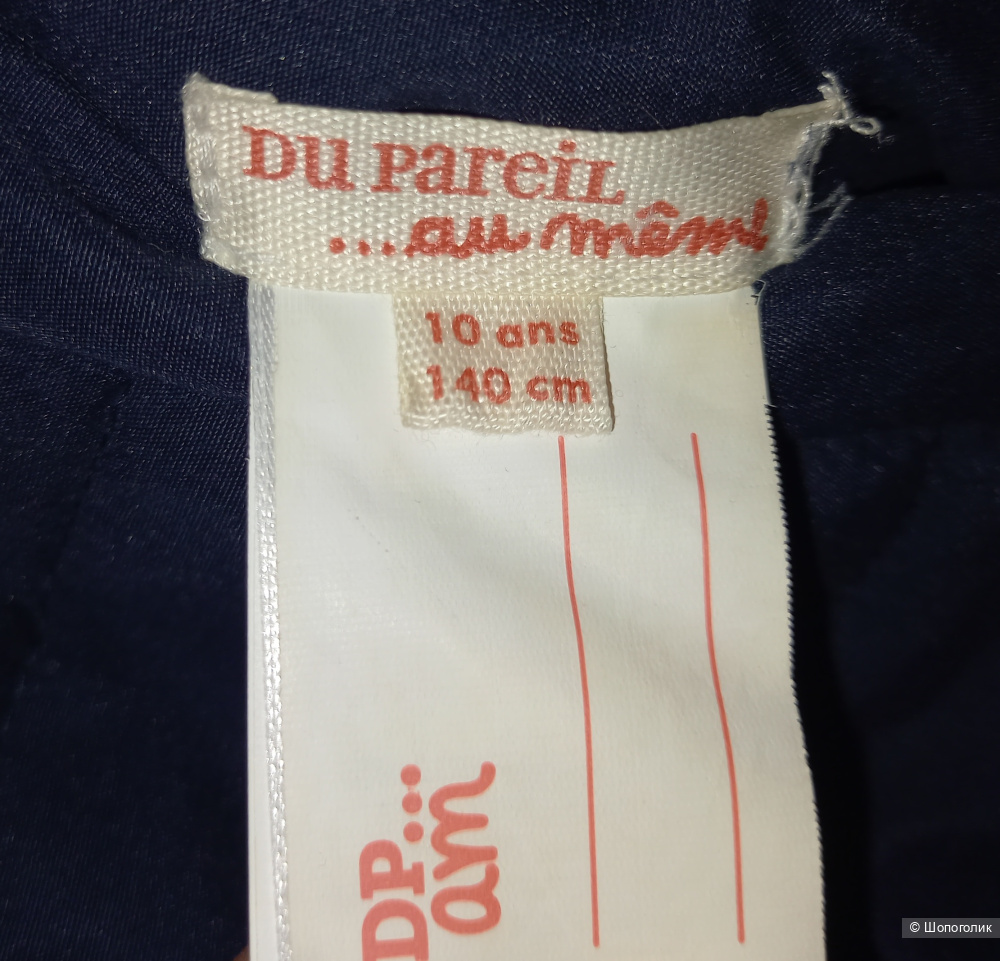 DU PareiL
...au même
10 ans
140 cm
DP...
am
© Шопоголик